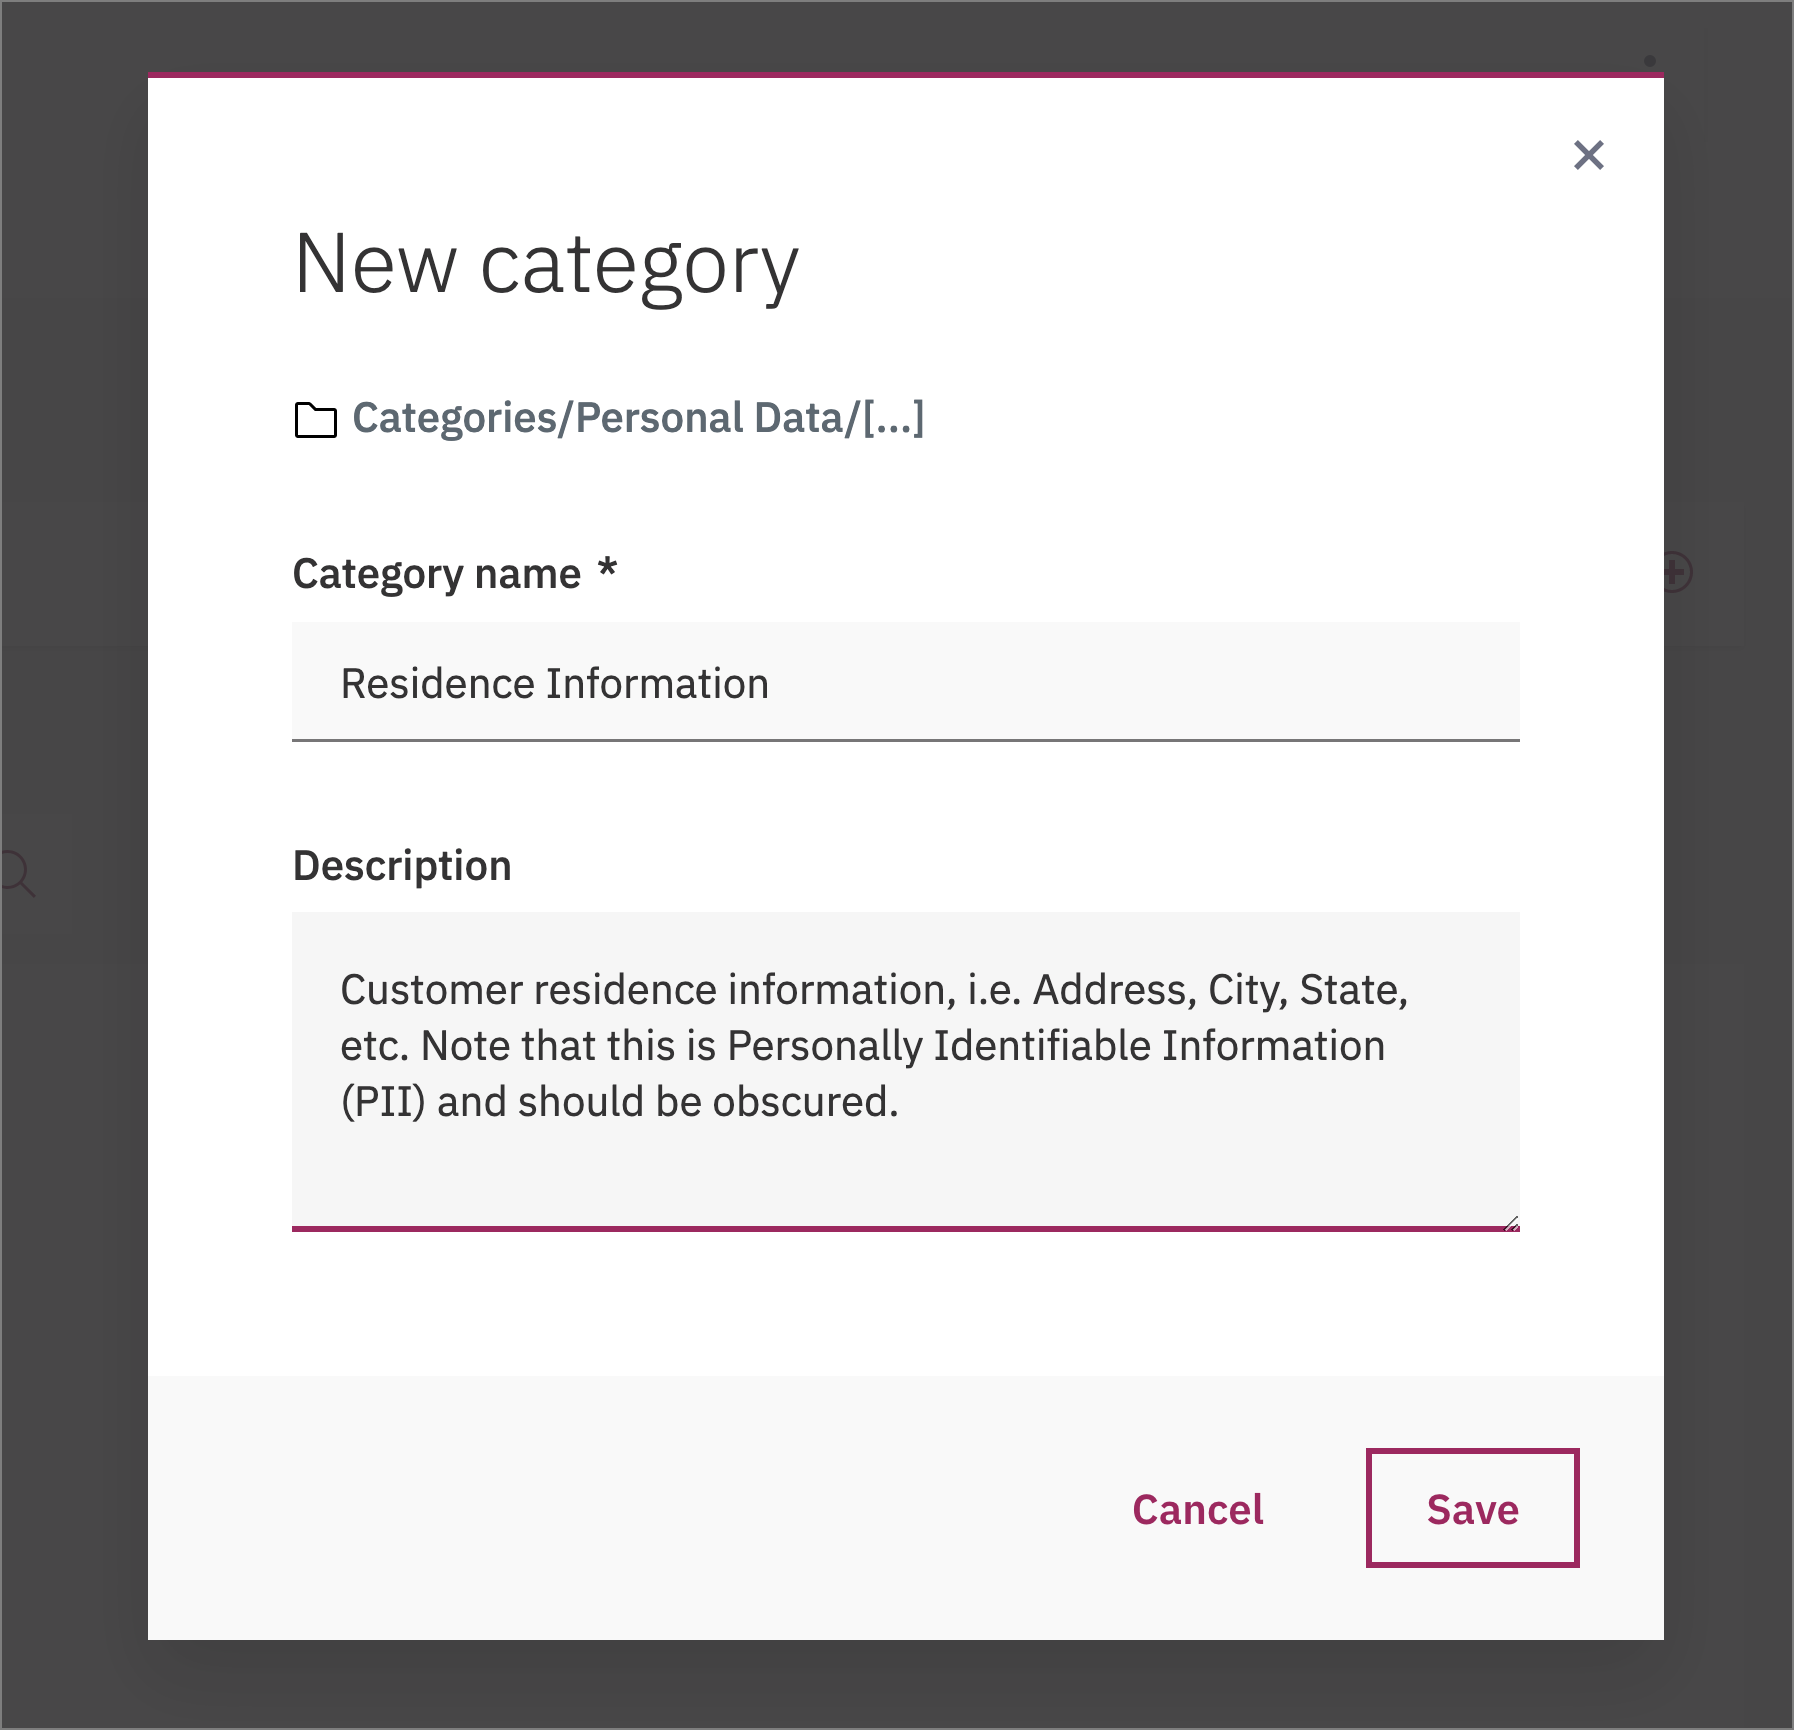 New category
Categories/Personal Data/[...]
Category name *
Residence Information
Description
Customer residence information, i.e. Address, City, State,
etc. Note that this is Personally Identifiable Information
(PII) and should be obscured.
Cancel
Save